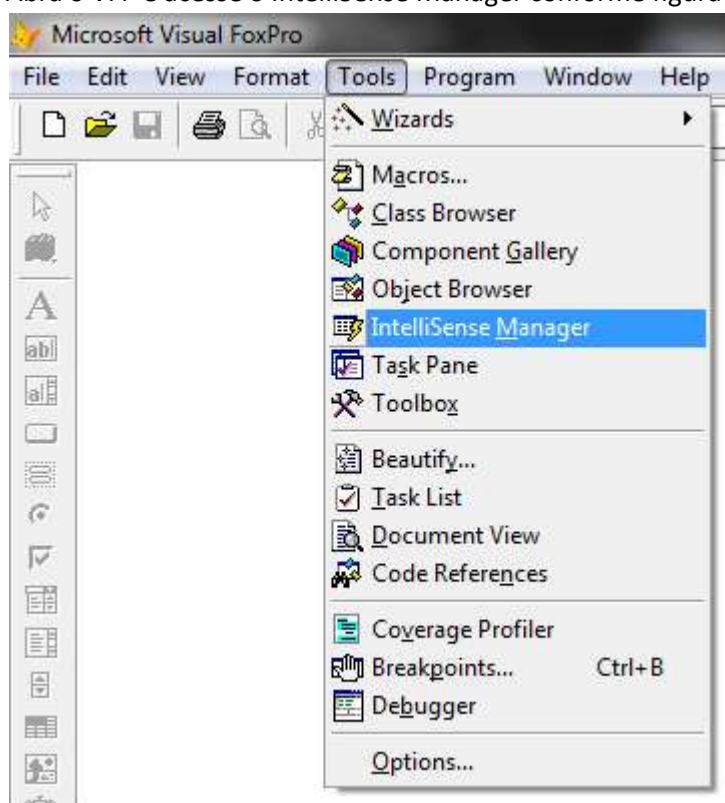 Abra o VFP e acesse o IntelliSense Manager conforme figura
Microsoft Visual FoxPro
File Edit View Format Tools Program Window Help
Wizards
Macros...
Class Browser
Component Gallery
Object Browser
IntelliSense Manager
Task Pane
Toolbox
Beautify...
Task List
Document View
Code References
Coverage Profiler
Breakpoints... Ctrl+B
Debugger
Options...
A
abl
al